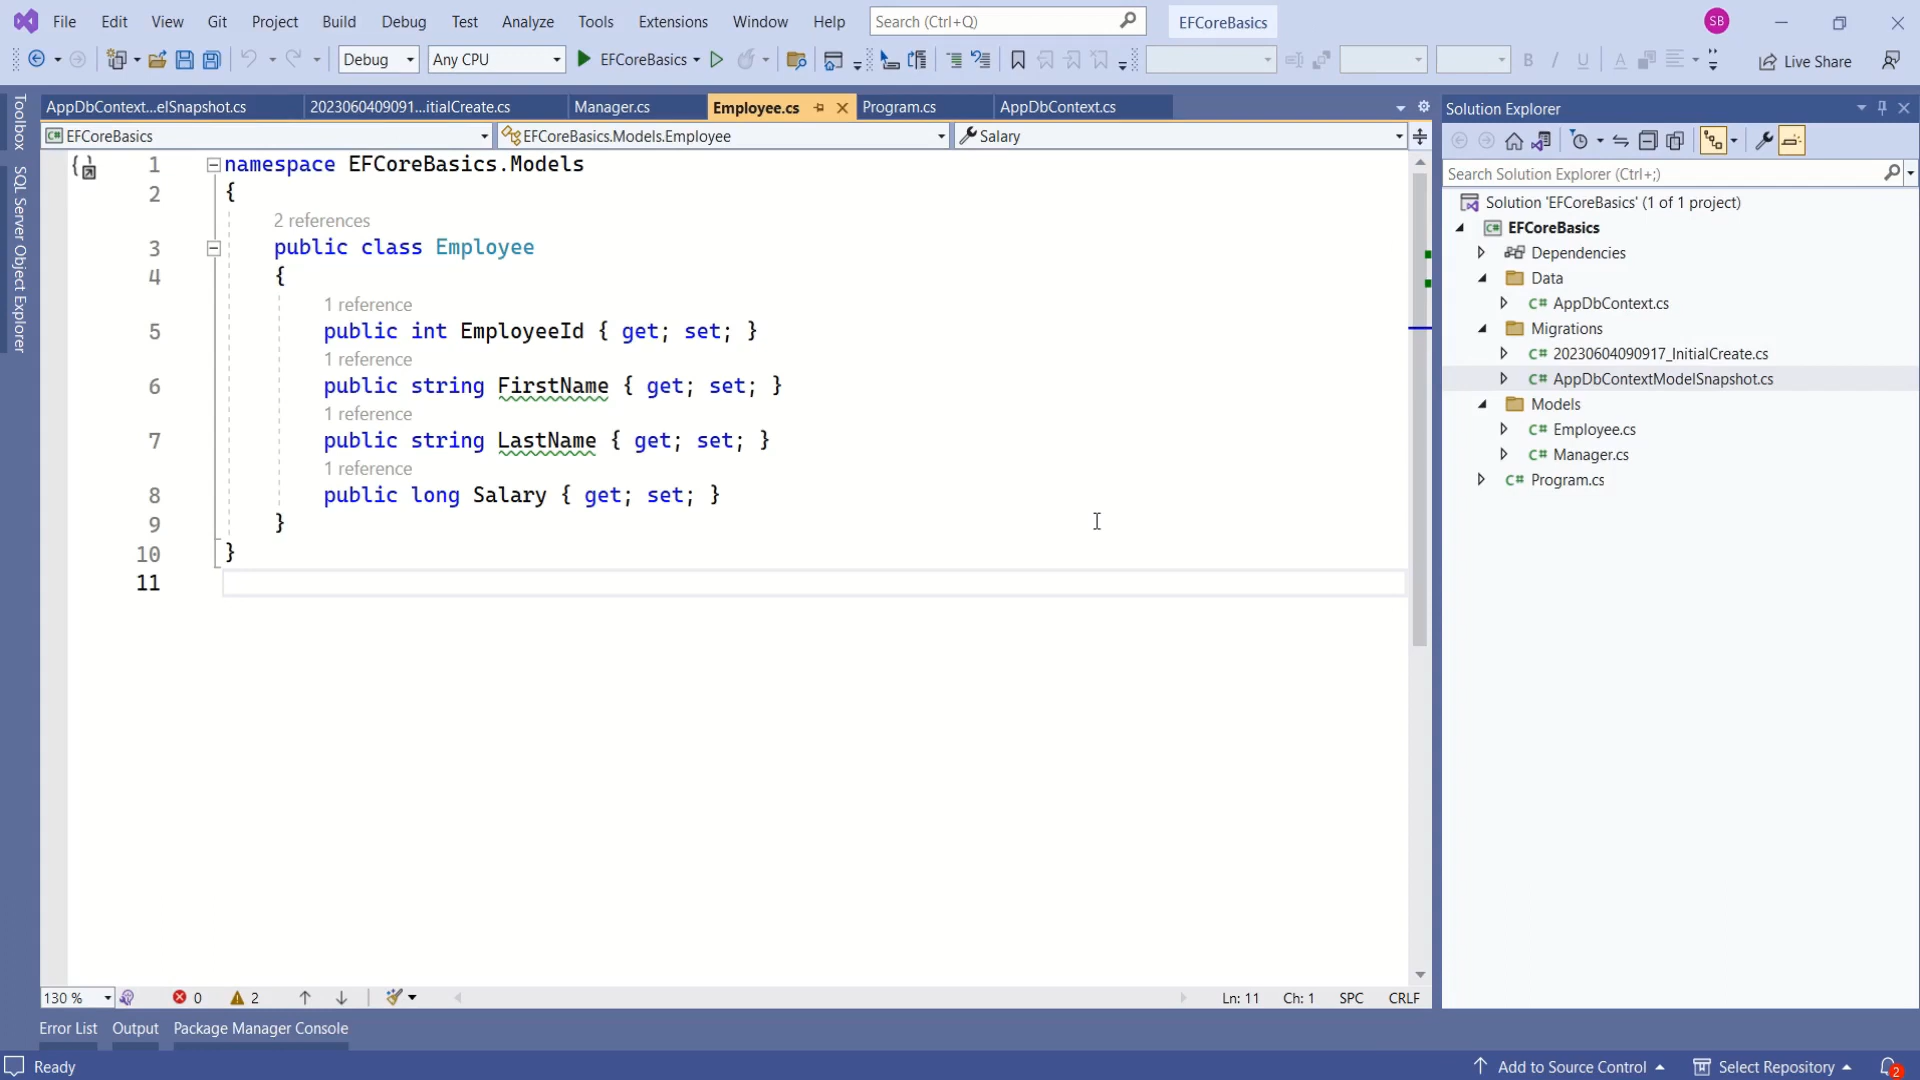 File Edit View Git Project Build Debug Test Analyze Tools Extensions Window Help Search (Ctrl+Q) EFCoreBasics SB
Debug Any CPU EFCoreBasics Live Share
AppDbContext...elSnapshot.cs 2023060409091...itialCreate.cs Manager.cs Employee.cs Program.cs AppDbContext.cs
EFCoreBasics EFCoreBasics.Models.Employee Salary
Toolbox
SQL Server Object Explorer
1 namespace EFCoreBasics.Models
2 {
2 references
3 public class Employee
4 {
1 reference
5 public int EmployeeId { get; set; }
1 reference
6 public string FirstName { get; set; }
1 reference
7 public string LastName { get; set; }
1 reference
8 public long Salary { get; set; }
9 }
10 }
11
130 % 0 2 Ln: 11 Ch: 1 SPC CRLF
Solution Explorer
Search Solution Explorer (Ctrl+;)
Solution 'EFCoreBasics' (1 of 1 project)
C# EFCoreBasics
Dependencies
Data
C# AppDbContext.cs
Migrations
C# 20230604090917_InitialCreate.cs
C# AppDbContextModelSnapshot.cs
Models
C# Employee.cs
C# Manager.cs
C# Program.cs
Error List Output Package Manager Console
Ready Add to Source Control Select Repository 2